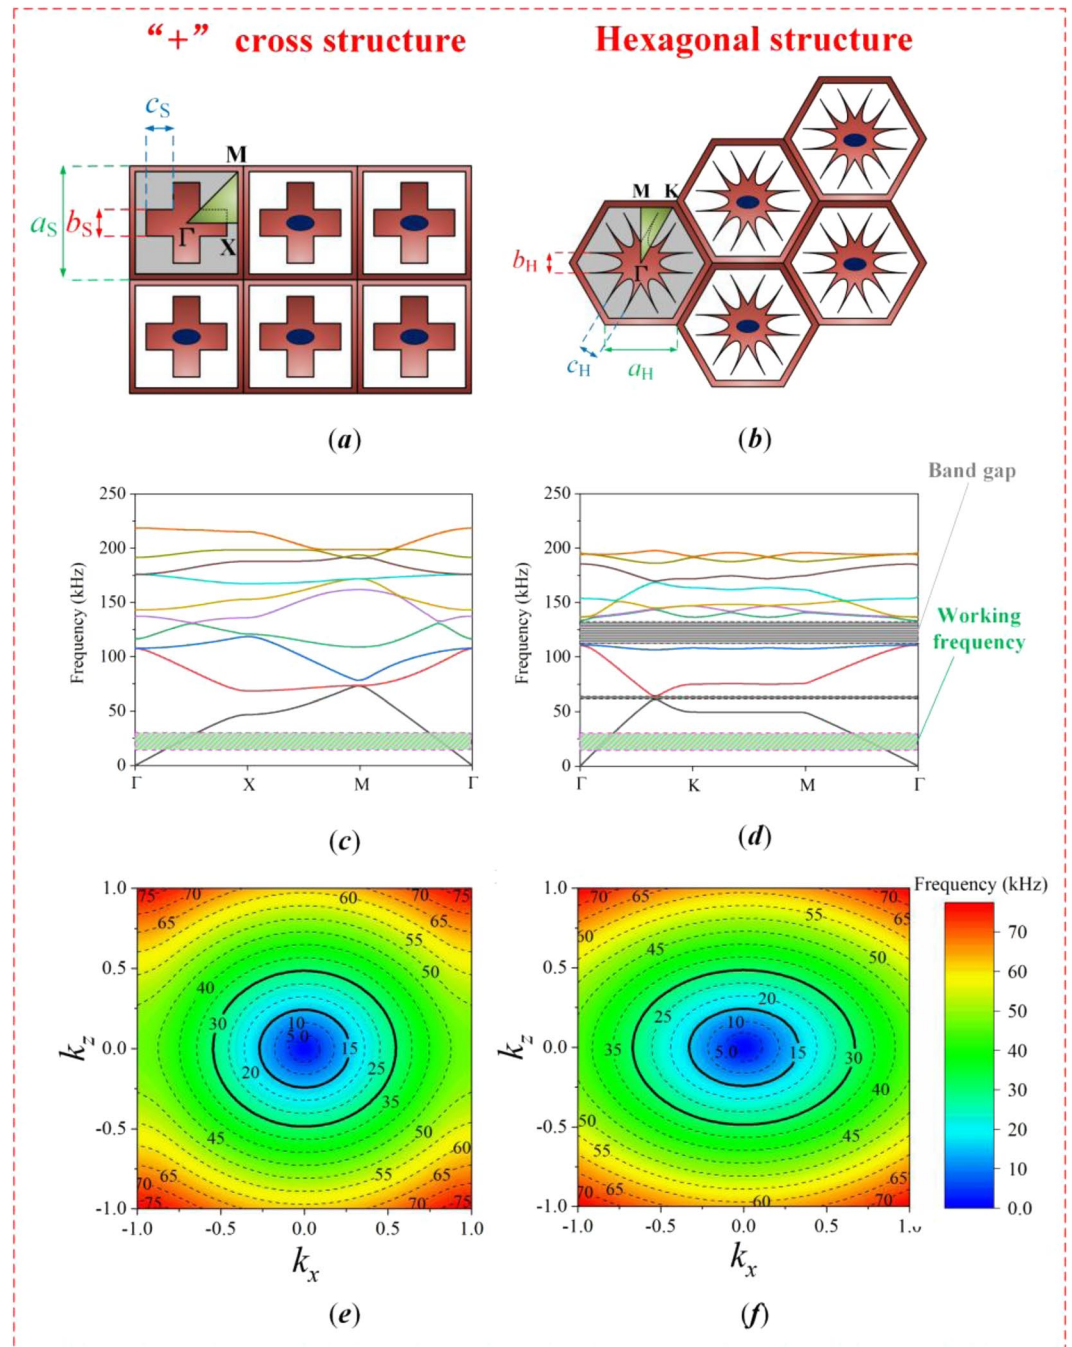 “+” cross structure
Hexagonal structure
cS
M
aS
bS
Γ
X
M K
bH
Γ
cH
aH
(a)
(b)
Band gap
250
200
150
100
50
0
Frequency (kHz)
Γ X M Γ
250
200
150
100
50
0
Frequency (kHz)
Γ K M Γ
Working
frequency
(c)
(d)
1.0
0.5
0.0
-0.5
-1.0
kz
75 70 60 70 75
65 65
55
50
40
30
10
5.0
15
20
25
35
45
50
55 60
65 65
70 70
75 75
-1.0 -0.5 0.0 0.5 1.0
kx
1.0
0.5
0.0
-0.5
-1.0
kz
70 65
60 55
45 50
20
25
10
5.0 15
35 30
40
45
55 50
60
65
70
-1.0 -0.5 0.0 0.5 1.0
kx
Frequency (kHz)
70
60
50
40
30
20
10
0.0
(e)
(f)